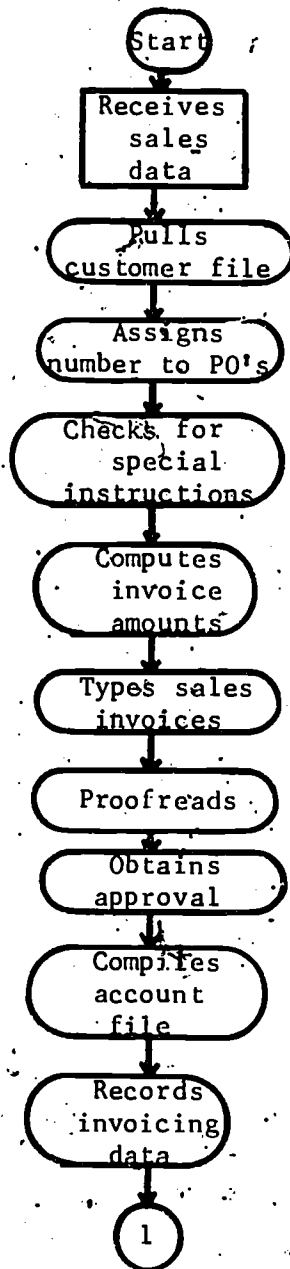 Start
Receives
sales
data
Pulls
customer file
Assigns
number to PO's
Checks for
special
instructions
Computes
invoice
amounts
Types sales
invoices
Proofreads
Obtains
approval
Compiles
account
file
Records
invoicing
data
1